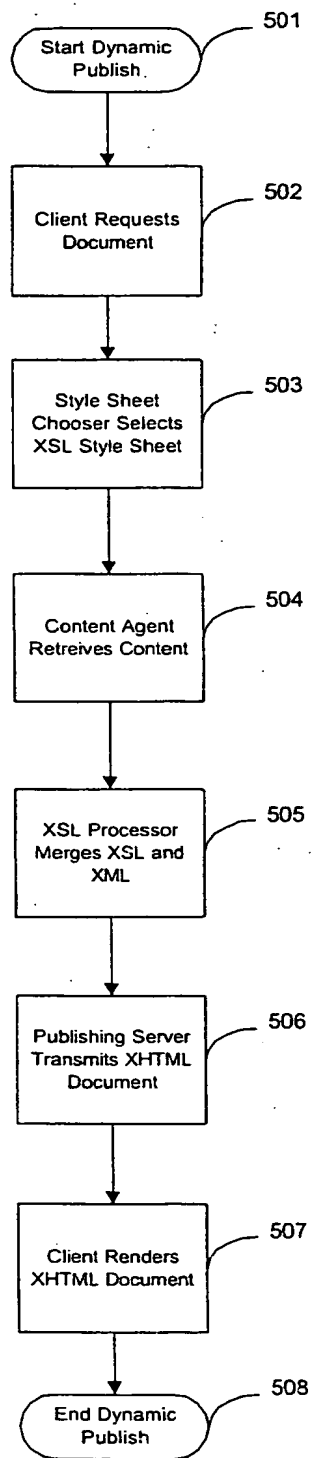 501
Start Dynamic
Publish
502
Client Requests
Document
503
Style Sheet
Chooser Selects
XSL Style Sheet
504
Content Agent
Retreives Content
505
XSL Processor
Merges XSL and
XML
506
Publishing Server
Transmits XHTML
Document
507
Client Renders
XHTML Document
508
End Dynamic
Publish